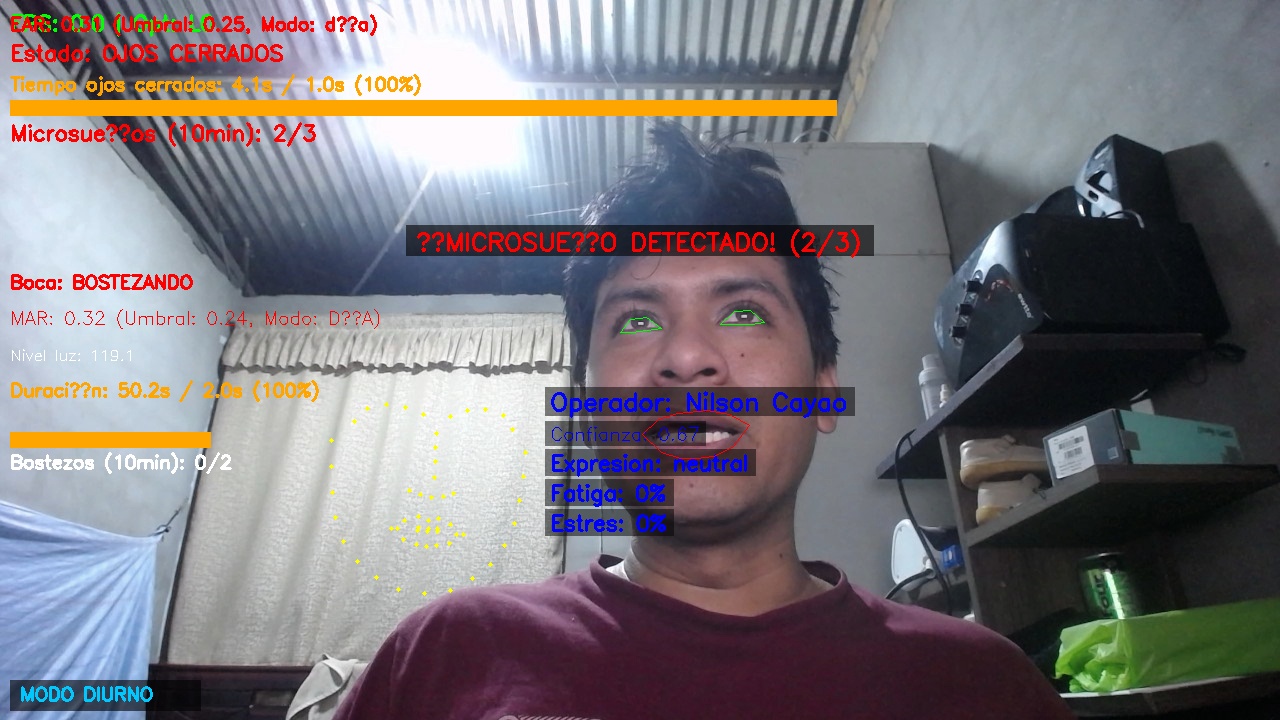 EAR: 0.31 (Umbral: 0.25, Modo: d??a)
Estado: OJOS CERRADOS
Tiempo ojos cerrados: 4.1s / 1.0s (100%)
Microsue??os (10min): 2/3
??MICROSUE??O DETECTADO! (2/3)
Boca: BOSTEZANDO
MAR: 0.32 (Umbral: 0.24, Modo: D??A)
Nivel luz: 119.1
Duraci??n: 50.2s / 2.0s (100%)
Operador: Nilson Cayao
Confianza: 0.67
Bostezos (10min): 0/2
Expresion: neutral
Fatiga: 0%
Estres: 0%
MODO DIURNO